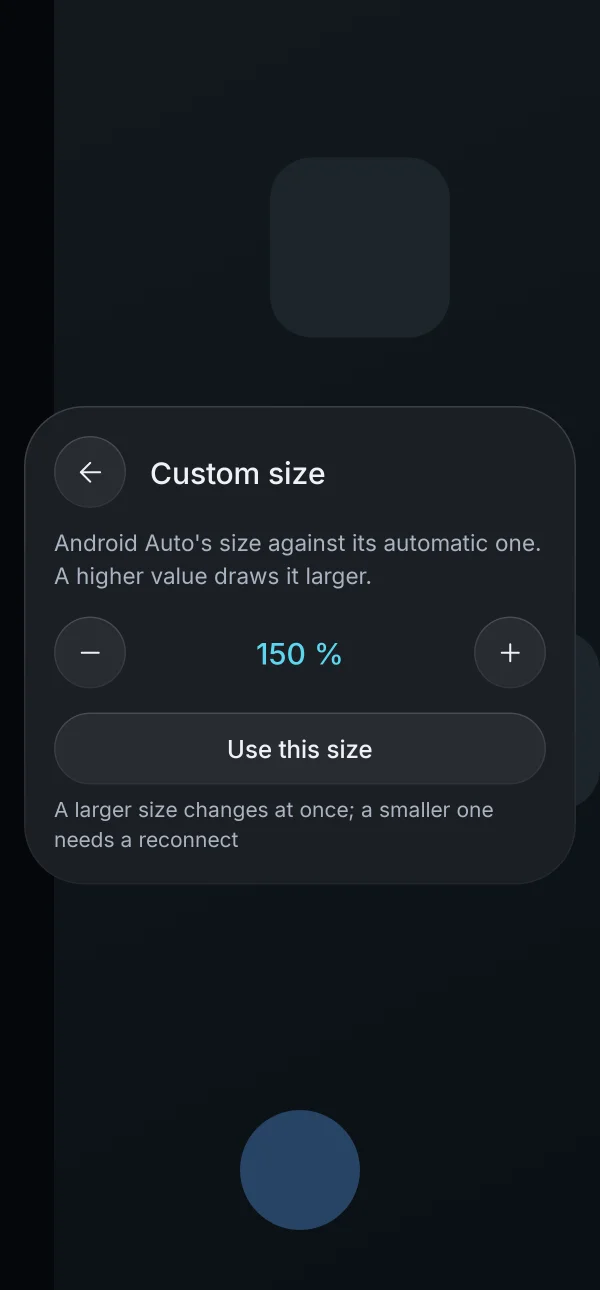 Custom size
Android Auto's size against its automatic one.
A higher value draws it larger.
150 %
Use this size
A larger size changes at once; a smaller one
needs a reconnect